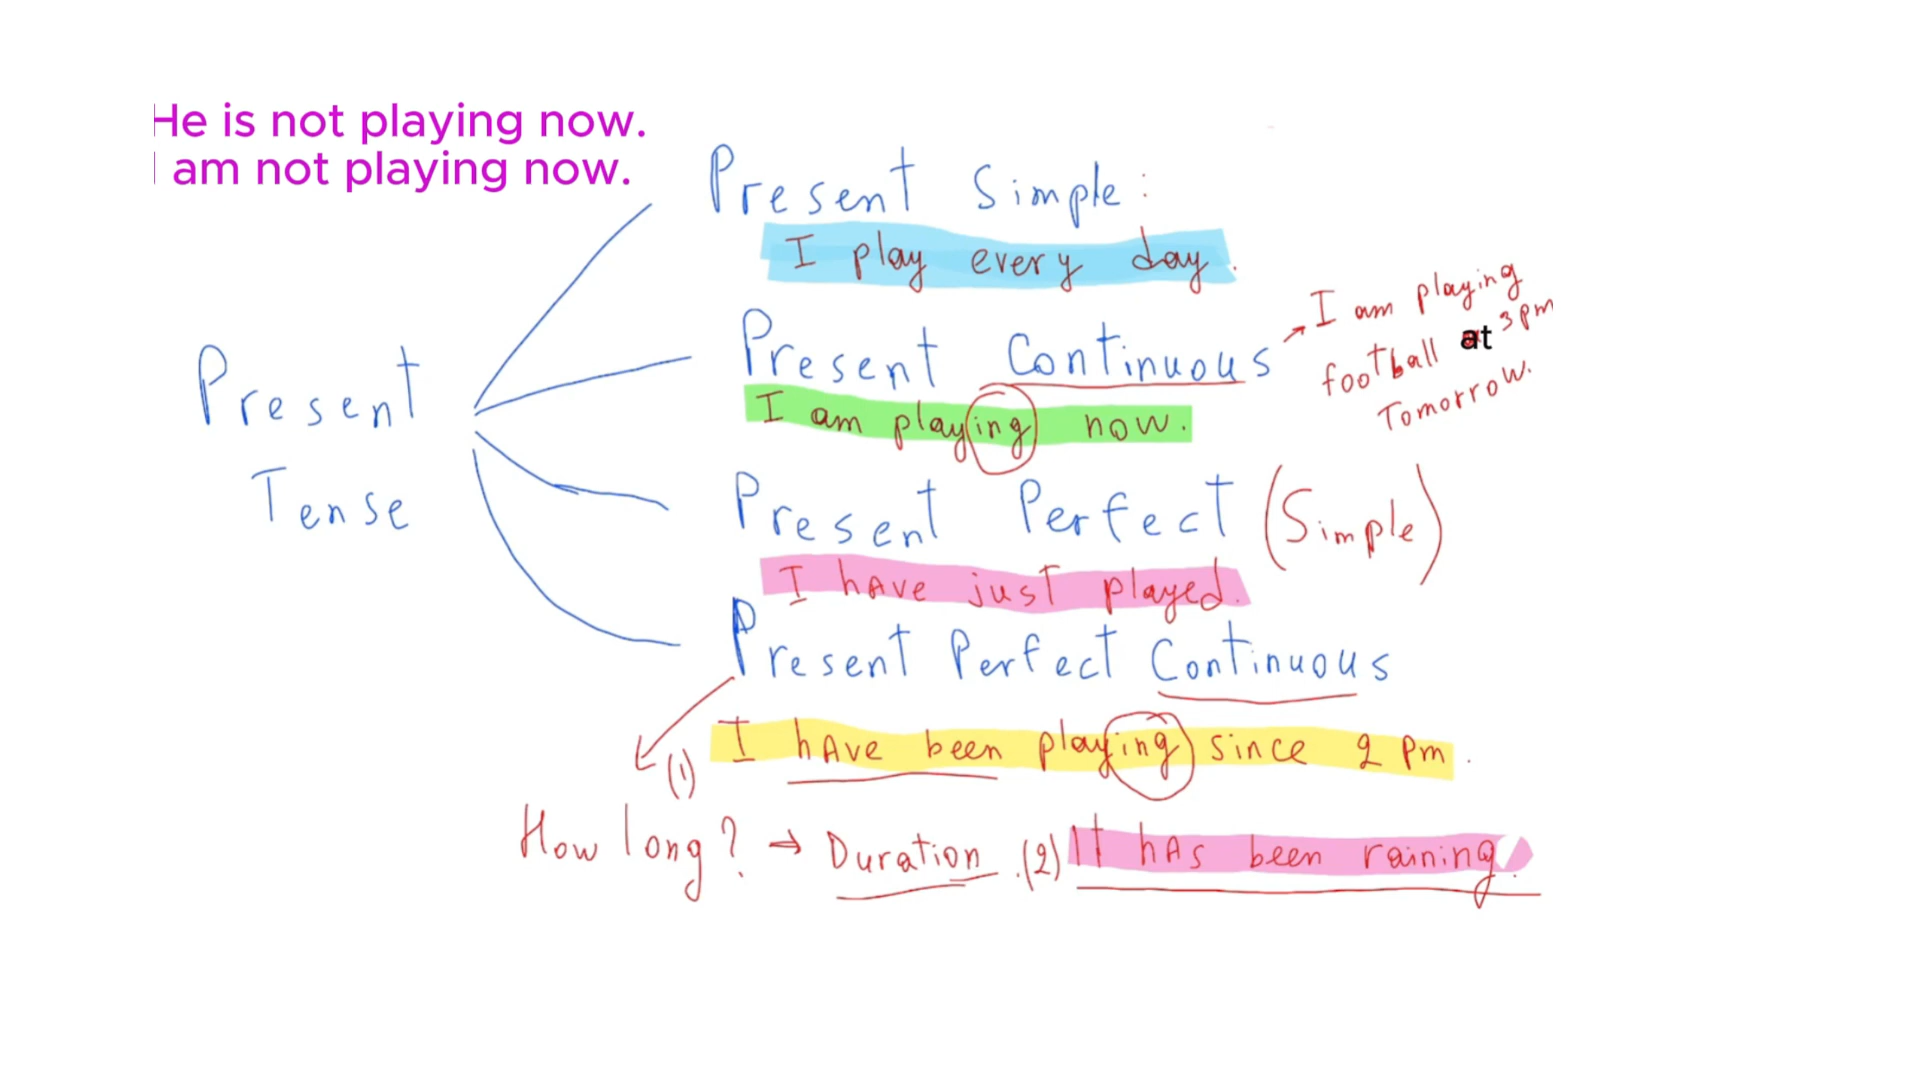 He is not playing now.
I am not playing now.
Present Simple:
I play every day.
Present Tense
Present Continuous
I am playing
football at 3 pm
Tomorrow.
I am playing now.
Present Perfect (Simple)
I have just played.
Present Perfect Continuous
(1) I have been playing since 2 pm.
How long? → Duration. (2) It has been raining.